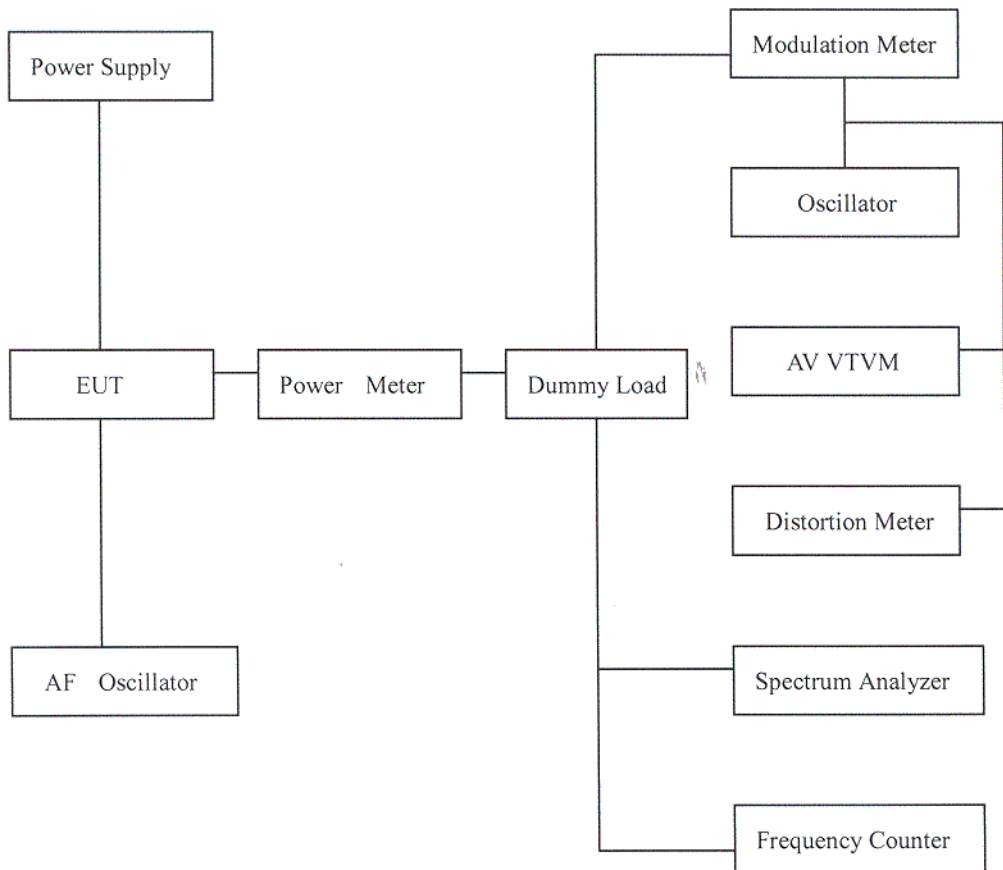 Power Supply
Modulation Meter
Oscillator
AV VTVM
EUT
Power Meter
Dummy Load
Distortion Meter
AF Oscillator
Spectrum Analyzer
Frequency Counter